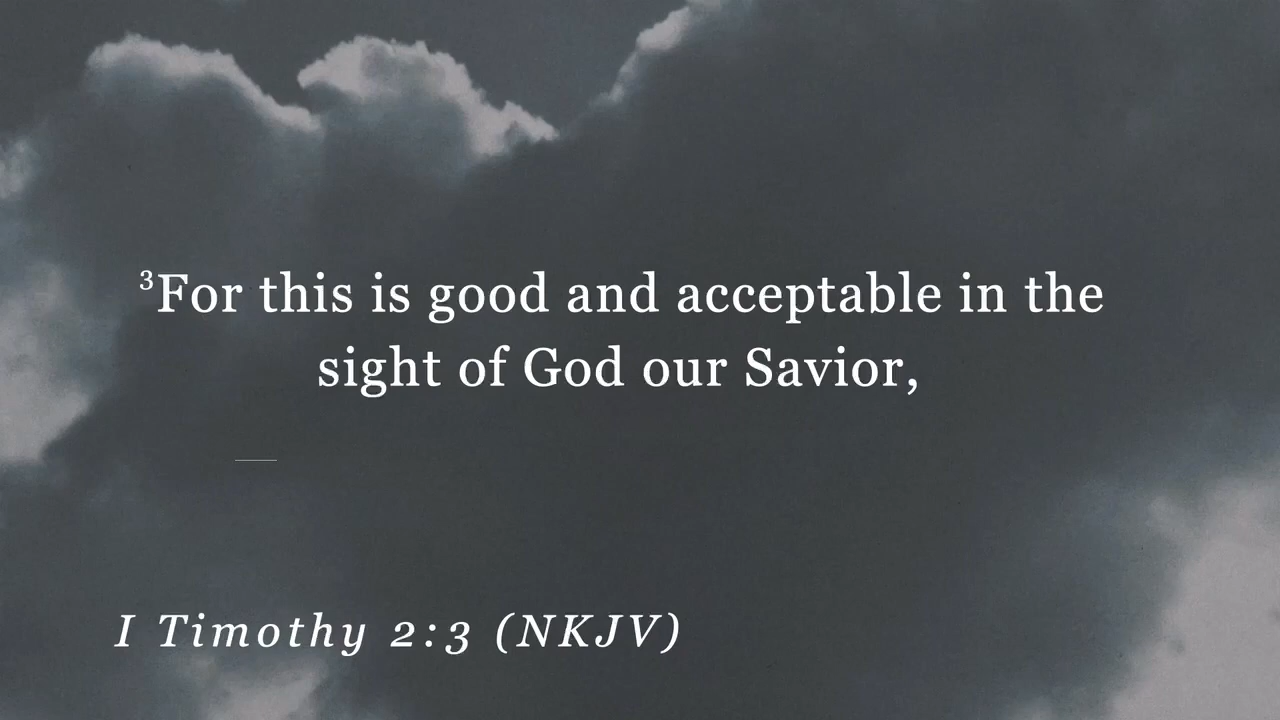 ³For this is good and acceptable in the
sight of God our Savior,
I Timothy 2:3 (NKJV)